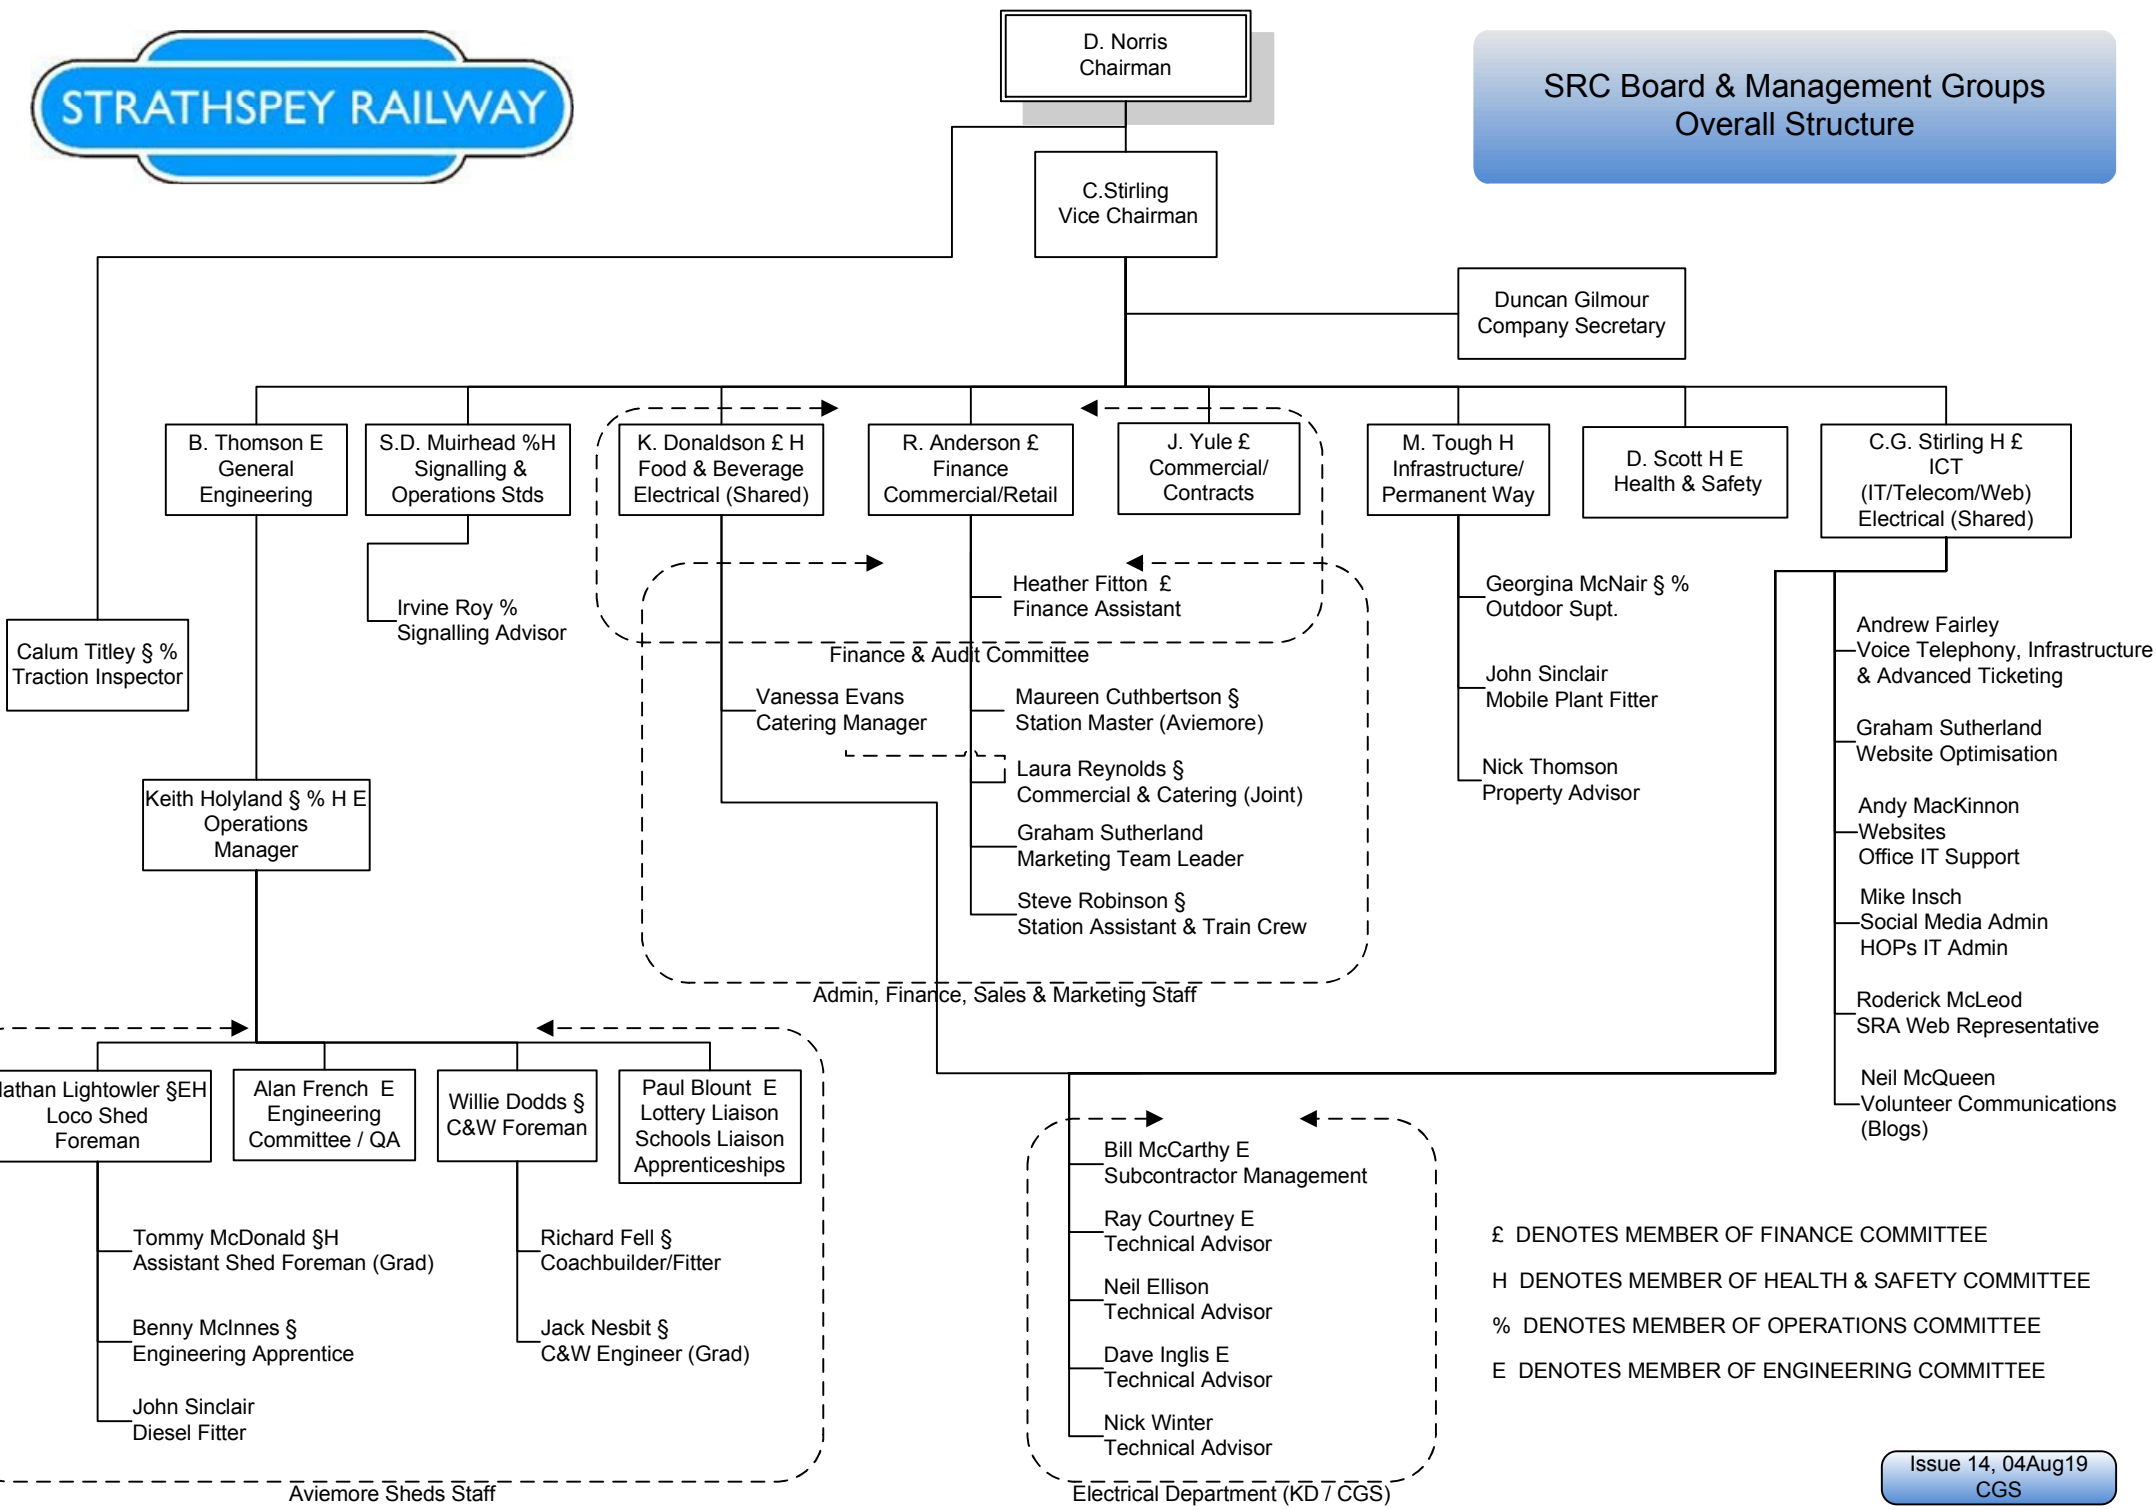 STRATHSPEY RAILWAY
D. Norris
Chairman
SRC Board & Management Groups
Overall Structure
C.Stirling
Vice Chairman
Duncan Gilmour
Company Secretary
B. Thomson E
General
Engineering
S.D. Muirhead %H
Signalling &
Operations Stds
K. Donaldson £ H
Food & Beverage
Electrical (Shared)
R. Anderson £
Finance
Commercial/Retail
J. Yule £
Commercial/
Contracts
M. Tough H
Infrastructure/
Permanent Way
D. Scott H E
Health & Safety
C.G. Stirling H £
ICT
(IT/Telecom/Web)
Electrical (Shared)
Irvine Roy %
Signalling Advisor
Heather Fitton £
Finance Assistant
Finance & Audit Committee
Georgina McNair § %
Outdoor Supt.
Calum Titley § %
Traction Inspector
Andrew Fairley
Voice Telephony, Infrastructure
& Advanced Ticketing
Vanessa Evans
Catering Manager
Maureen Cuthbertson §
Station Master (Aviemore)
John Sinclair
Mobile Plant Fitter
Graham Sutherland
Website Optimisation
Laura Reynolds §
Commercial & Catering (Joint)
Nick Thomson
Property Advisor
Keith Holyland § % H E
Operations
Manager
Graham Sutherland
Marketing Team Leader
Andy MacKinnon
Websites
Office IT Support
Steve Robinson §
Station Assistant & Train Crew
Mike Insch
Social Media Admin
HOPs IT Admin
Admin, Finance, Sales & Marketing Staff
Roderick McLeod
SRA Web Representative
athan Lightowler §EH
Loco Shed
Foreman
Alan French E
Engineering
Committee / QA
Willie Dodds §
C&W Foreman
Paul Blount E
Lottery Liaison
Schools Liaison
Apprenticeships
Neil McQueen
Volunteer Communications
(Blogs)
Bill McCarthy E
Subcontractor Management
Tommy McDonald §H
Assistant Shed Foreman (Grad)
Richard Fell §
Coachbuilder/Fitter
Ray Courtney E
Technical Advisor
£ DENOTES MEMBER OF FINANCE COMMITTEE
H DENOTES MEMBER OF HEALTH & SAFETY COMMITTEE
% DENOTES MEMBER OF OPERATIONS COMMITTEE
E DENOTES MEMBER OF ENGINEERING COMMITTEE
Neil Ellison
Technical Advisor
Benny McInnes §
Engineering Apprentice
Jack Nesbit §
C&W Engineer (Grad)
Dave Inglis E
Technical Advisor
John Sinclair
Diesel Fitter
Nick Winter
Technical Advisor
Aviemore Sheds Staff
Electrical Department (KD / CGS)
Issue 14, 04Aug19
CGS